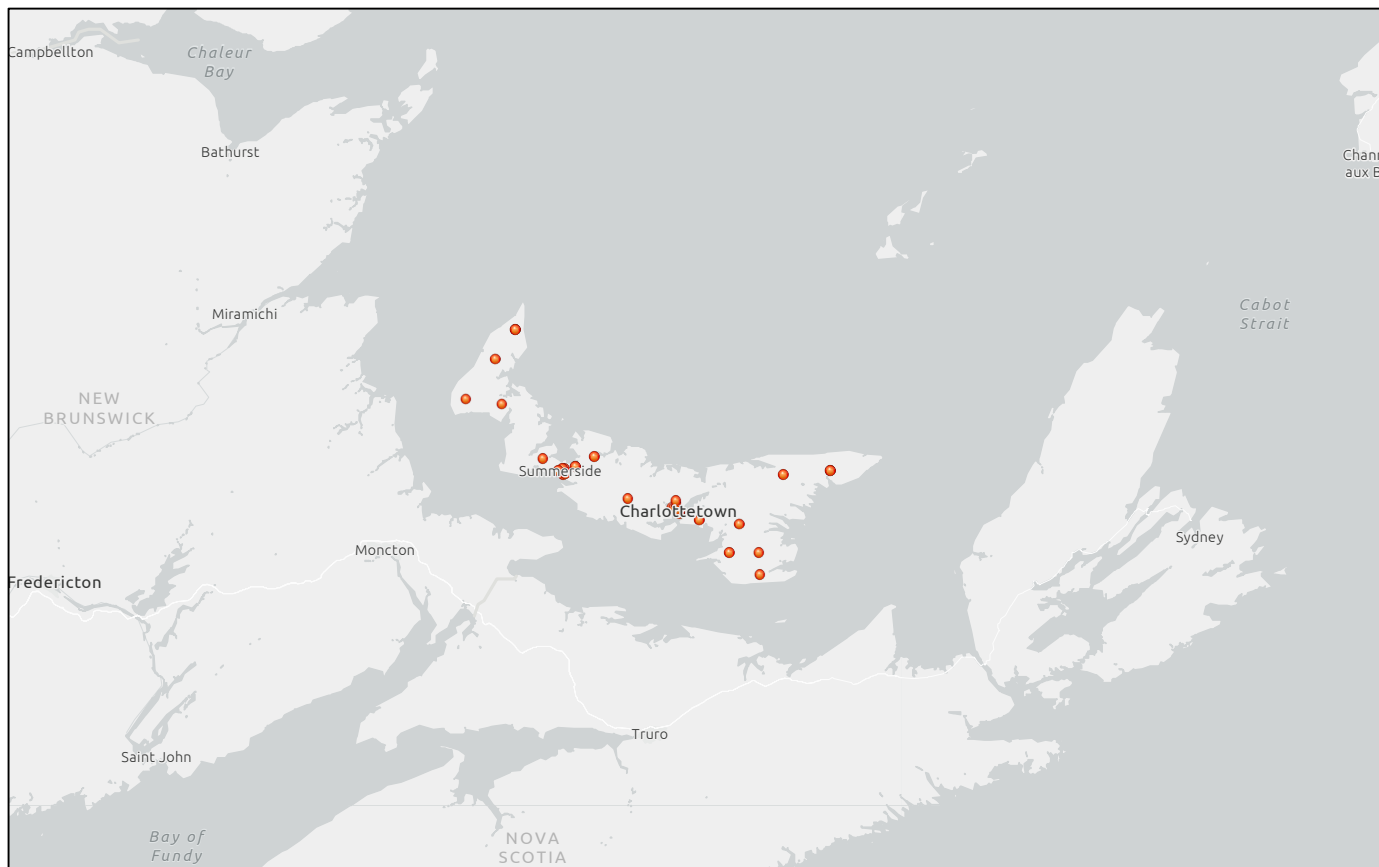 Campbellton
Chaleur
Bay
Bathurst
Chann
aux B
Miramichi
Cabot
Strait
NEW
BRUNSWICK
Summerside
Charlottetown
Sydney
Moncton
Fredericton
Truro
Saint John
Bay of
Fundy
NOVA
SCOTIA